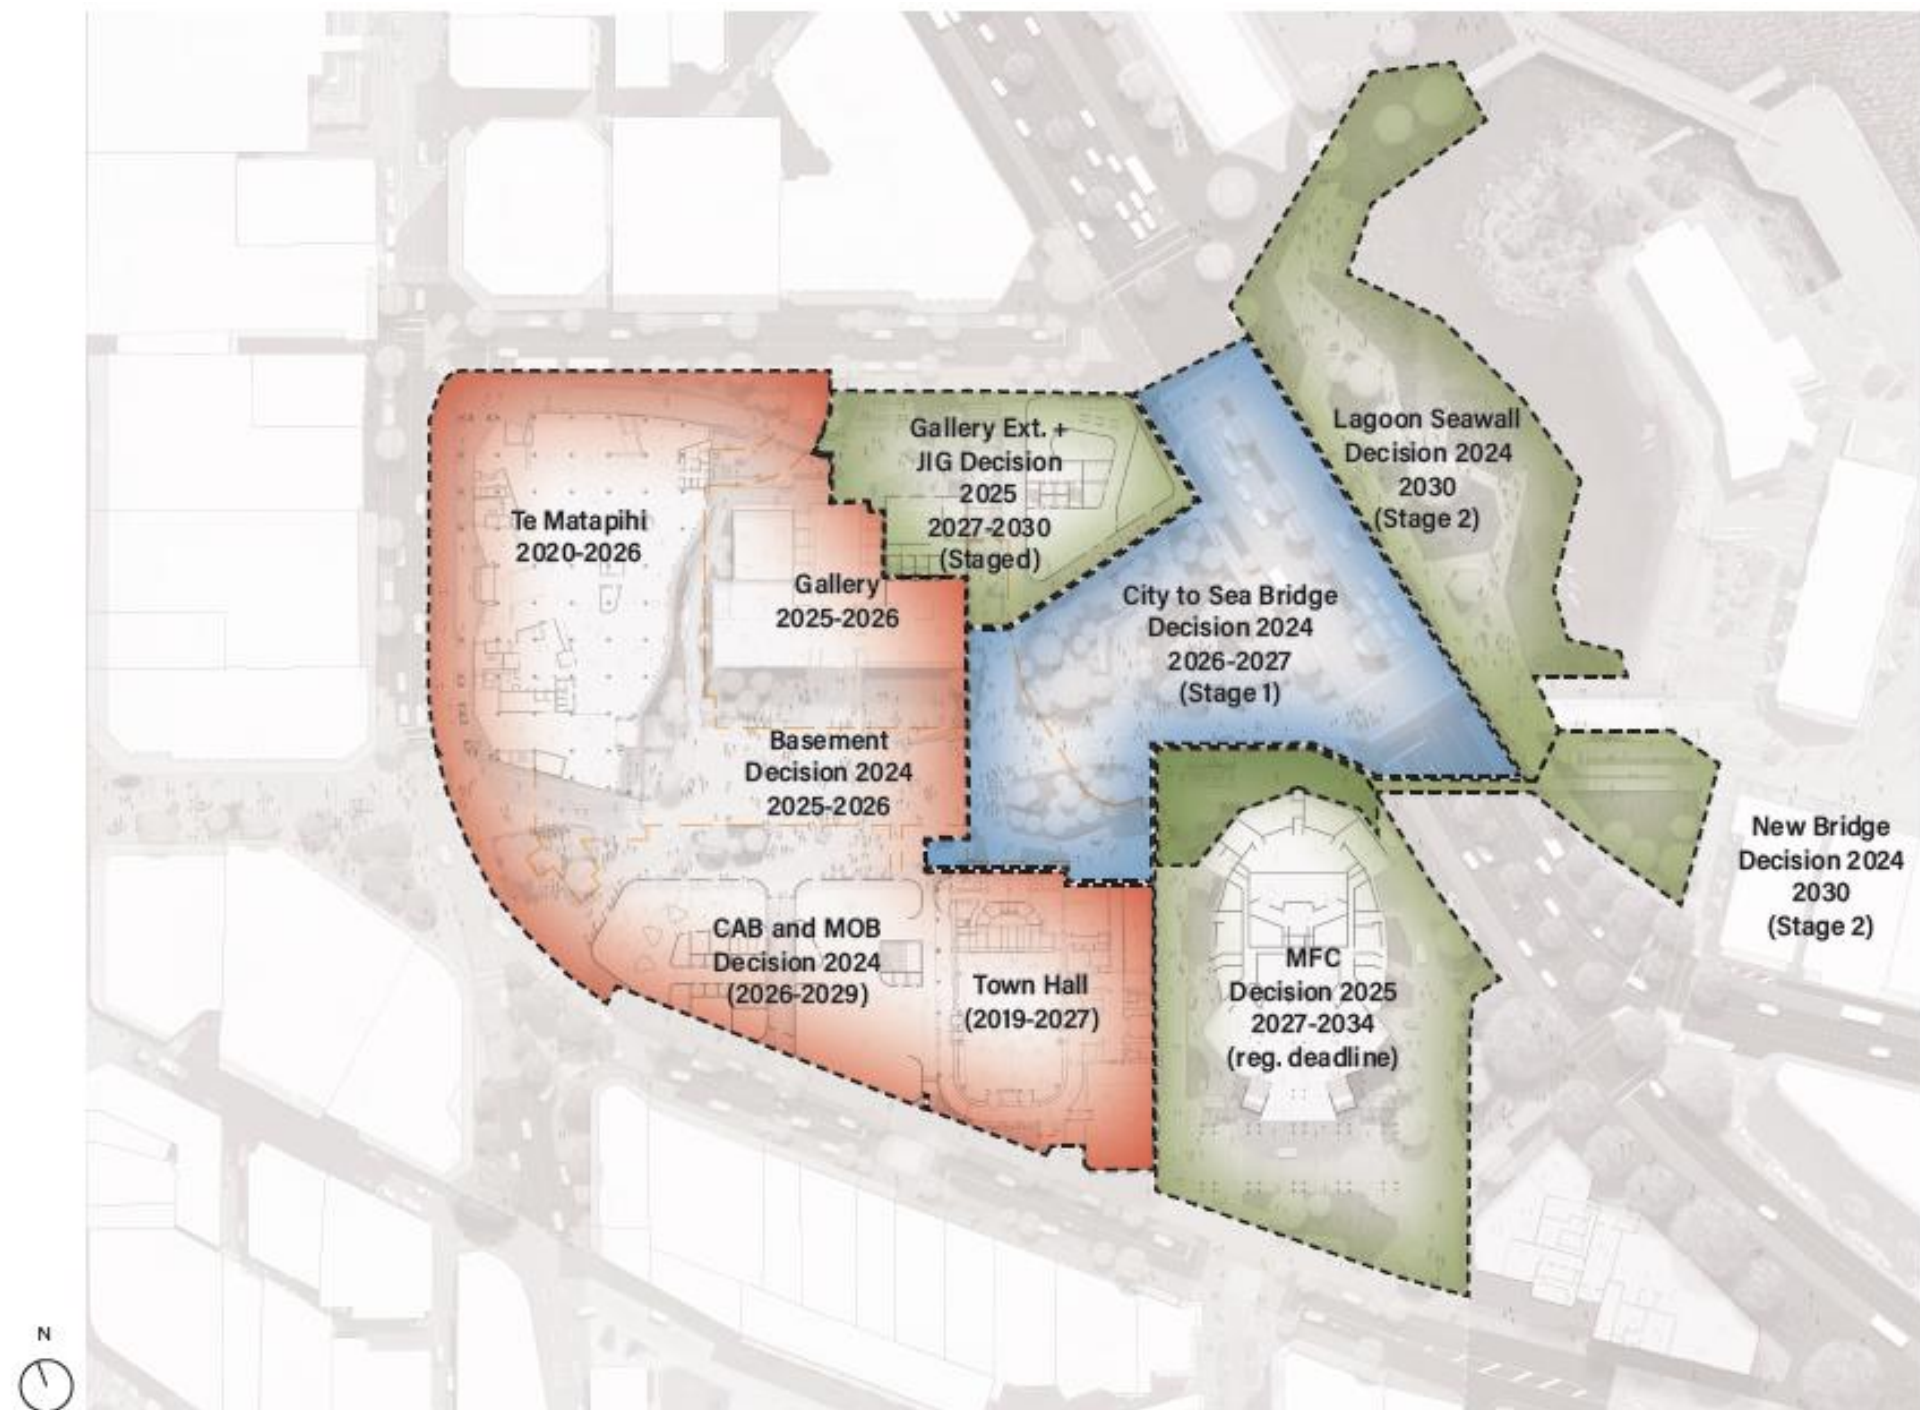 Gallery Ext. +
JIG Decision
2025
2027-2030
(Staged)
Lagoon Seawall
Decision 2024
2030
(Stage 2)
Te Matapihi
2020-2026
Gallery
2025-2026
City to Sea Bridge
Decision 2024
2026-2027
(Stage 1)
Basement
Decision 2024
2025-2026
New Bridge
Decision 2024
2030
(Stage 2)
CAB and MOB
Decision 2024
(2026-2029)
Town Hall
(2019-2027)
MFC
Decision 2025
2027-2034
(reg. deadline)
N